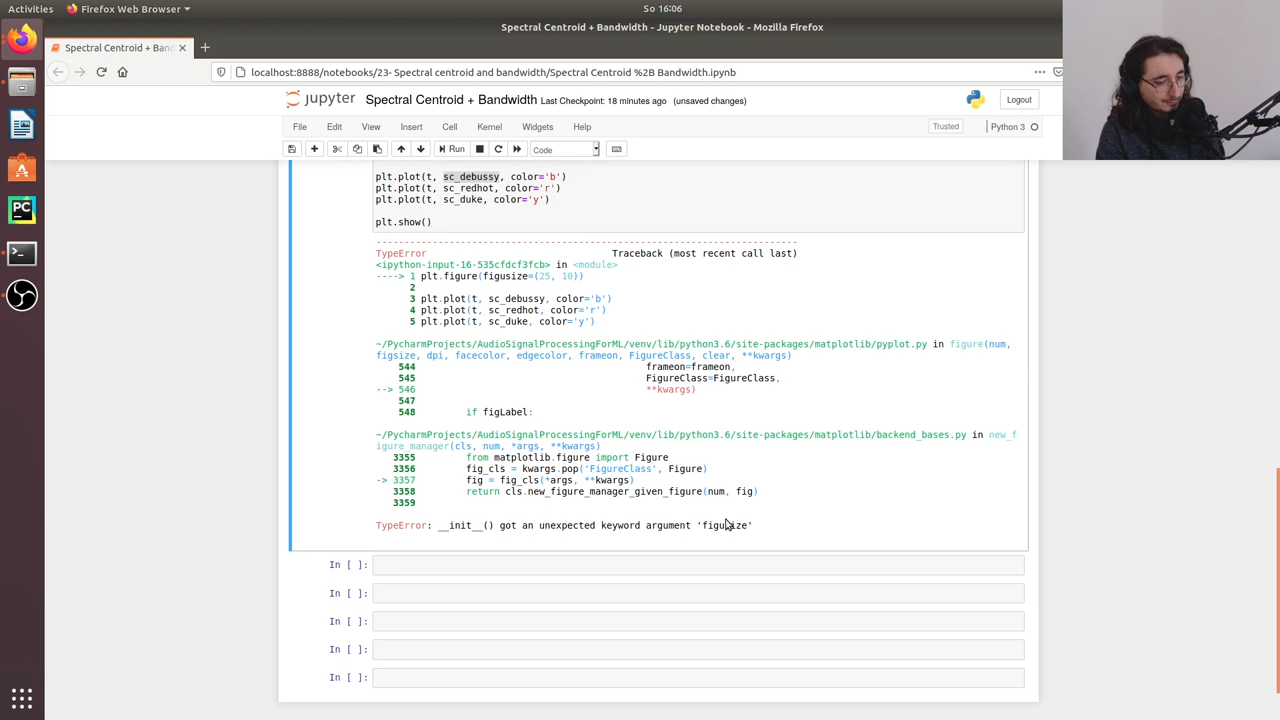 Activities
Firefox Web Browser
So 16:06
Spectral Centroid + Bandwidth - Jupyter Notebook - Mozilla Firefox
Spectral Centroid + Band
localhost:8888/notebooks/23- Spectral centroid and bandwidth/Spectral Centroid %2B Bandwidth.ipynb
jupyter Spectral Centroid + Bandwidth Last Checkpoint: 18 minutes ago (unsaved changes)
Logout
File Edit View Insert Cell Kernel Widgets Help
Trusted
Python 3
Run
Code
plt.plot(t, sc_debussy, color='b')
plt.plot(t, sc_redhot, color='r')
plt.plot(t, sc_duke, color='y')
plt.show()
---------------------------------------------------------------------------
TypeError Traceback (most recent call last)
<ipython-input-16-535cfdcf3fcb> in <module>
----> 1 plt.figure(figusize=(25, 10))
2
3 plt.plot(t, sc_debussy, color='b')
4 plt.plot(t, sc_redhot, color='r')
5 plt.plot(t, sc_duke, color='y')
~/PycharmProjects/AudioSignalProcessingForML/venv/lib/python3.6/site-packages/matplotlib/pyplot.py in figure(num,
figsize, dpi, facecolor, edgecolor, frameon, FigureClass, clear, **kwargs)
544 frameon=frameon,
545 FigureClass=FigureClass,
--> 546 **kwargs)
547
548 if figLabel:
~/PycharmProjects/AudioSignalProcessingForML/venv/lib/python3.6/site-packages/matplotlib/backend_bases.py in new_f
igure_manager(cls, num, *args, **kwargs)
3355 from matplotlib.figure import Figure
3356 fig_cls = kwargs.pop('FigureClass', Figure)
-> 3357 fig = fig_cls(*args, **kwargs)
3358 return cls.new_figure_manager_given_figure(num, fig)
3359
TypeError: __init__() got an unexpected keyword argument 'figusize'
In [ ]:
In [ ]:
In [ ]:
In [ ]:
In [ ]: